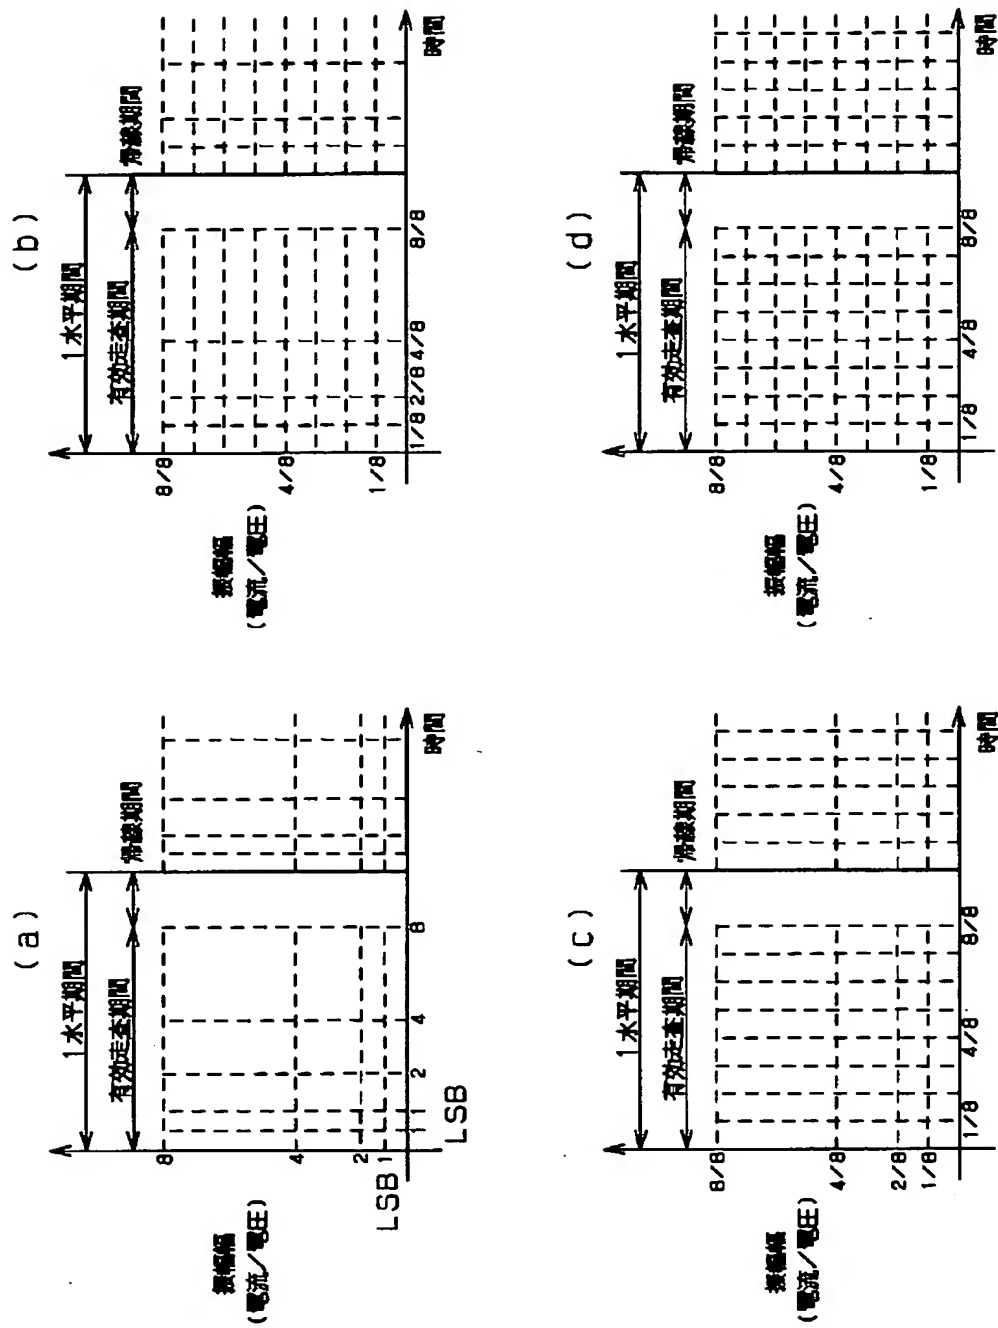 (a)
1水平期間
有効走査期間
帰線期間
振幅幅
(電流/電圧)
8
4
2
1
LSB
1
2
4
8
LSB
時間
(b)
1水平期間
有効走査期間
帰線期間
振幅幅
(電流/電圧)
8/8
4/8
1/8
1/8 2/8 4/8
8/8
時間
(c)
1水平期間
有効走査期間
帰線期間
振幅幅
(電流/電圧)
8/8
4/8
2/8
1/8
1/8
4/8
8/8
時間
(d)
1水平期間
有効走査期間
帰線期間
振幅幅
(電流/電圧)
8/8
4/8
1/8
1/8
4/8
8/8
時間